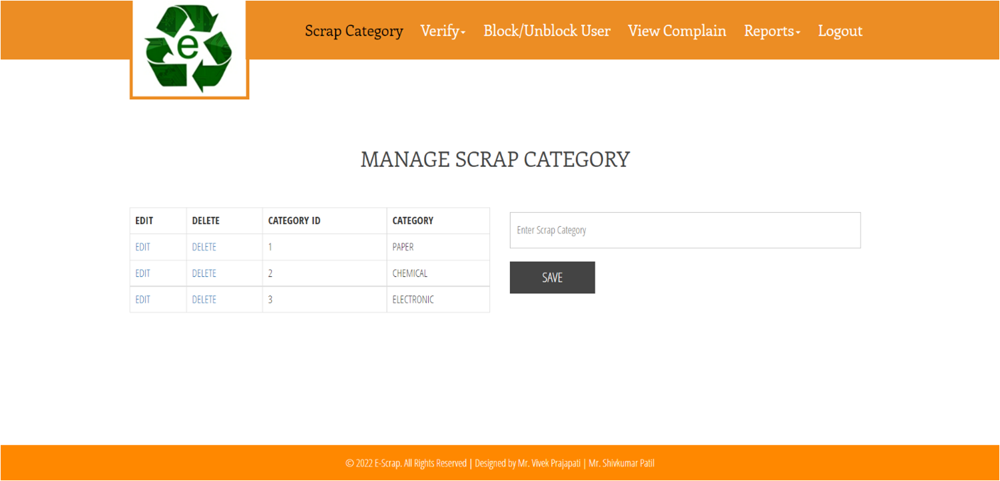 e
Scrap Category Verify Block/Unblock User View Complain Reports Logout
MANAGE SCRAP CATEGORY
EDIT DELETE CATEGORY ID CATEGORY
EDIT DELETE 1 PAPER
EDIT DELETE 2 CHEMICAL
EDIT DELETE 3 ELECTRONIC
Enter Scrap Category
SAVE
© 2022 E-Scrap. All Rights Reserved | Designed by Mr. Vivek Prajapati | Mr. Shivkumar Patil